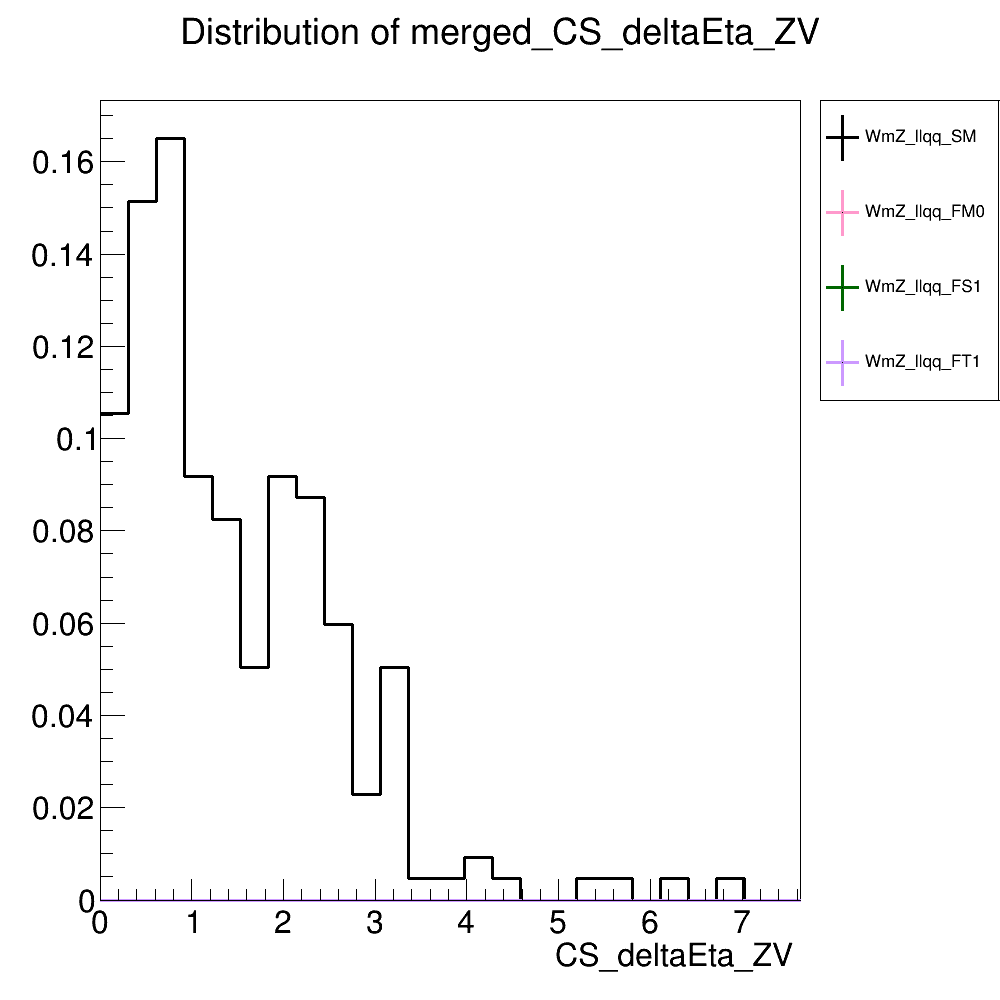 Distribution of merged_CS_deltaEta_ZV
WmZ_llqq_SM
WmZ_llqq_FM0
WmZ_llqq_FS1
WmZ_llqq_FT1
0.16
0.14
0.12
0.1
0.08
0.06
0.04
0.02
0
0 1 2 3 4 5 6 7
CS_deltaEta_ZV